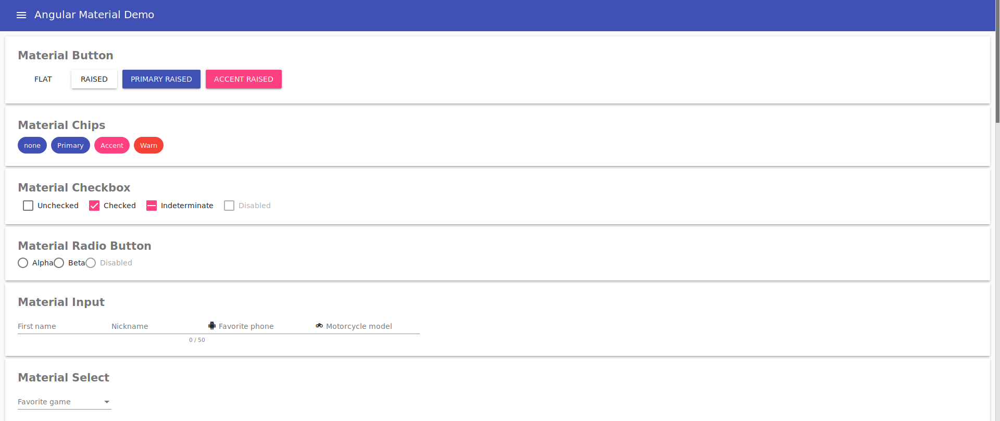 Angular Material Demo
Material Button
FLAT RAISED PRIMARY RAISED ACCENT RAISED
Material Chips
none Primary Accent Warn
Material Checkbox
Unchecked Checked Indeterminate Disabled
Material Radio Button
Alpha Beta Disabled
Material Input
First name Nickname Favorite phone Motorcycle model
0 / 50
Material Select
Favorite game